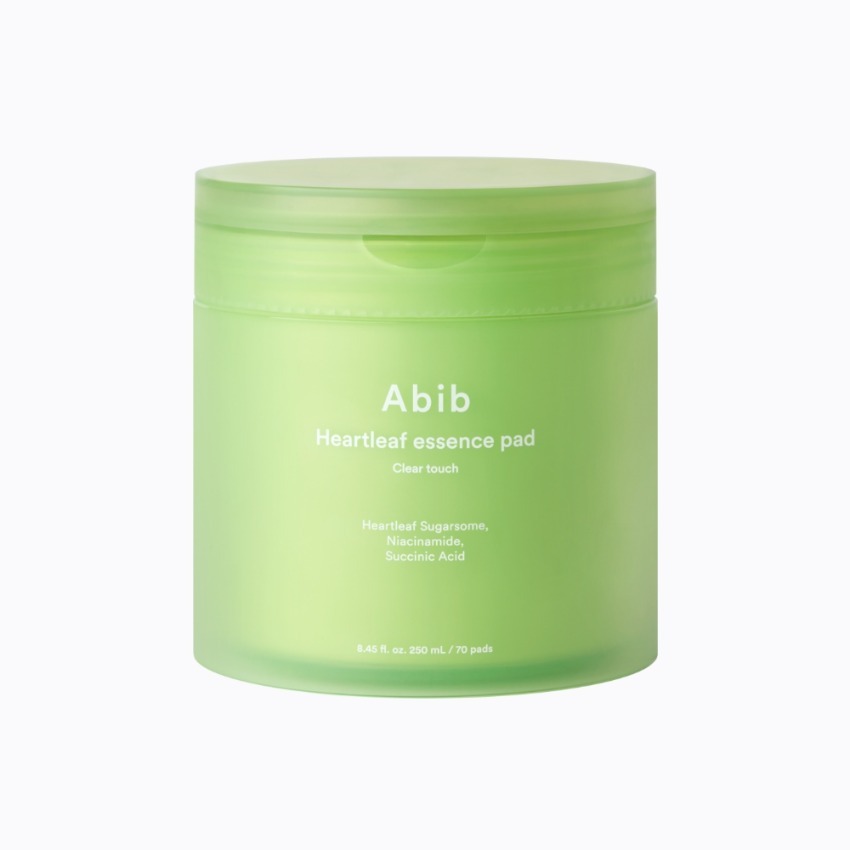 Abib
Heartleaf essence pad
Clear touch
Heartleaf Sugarsome,
Niacinamide,
Succinic Acid
8.45 fl. oz. 250 mL / 70 pads